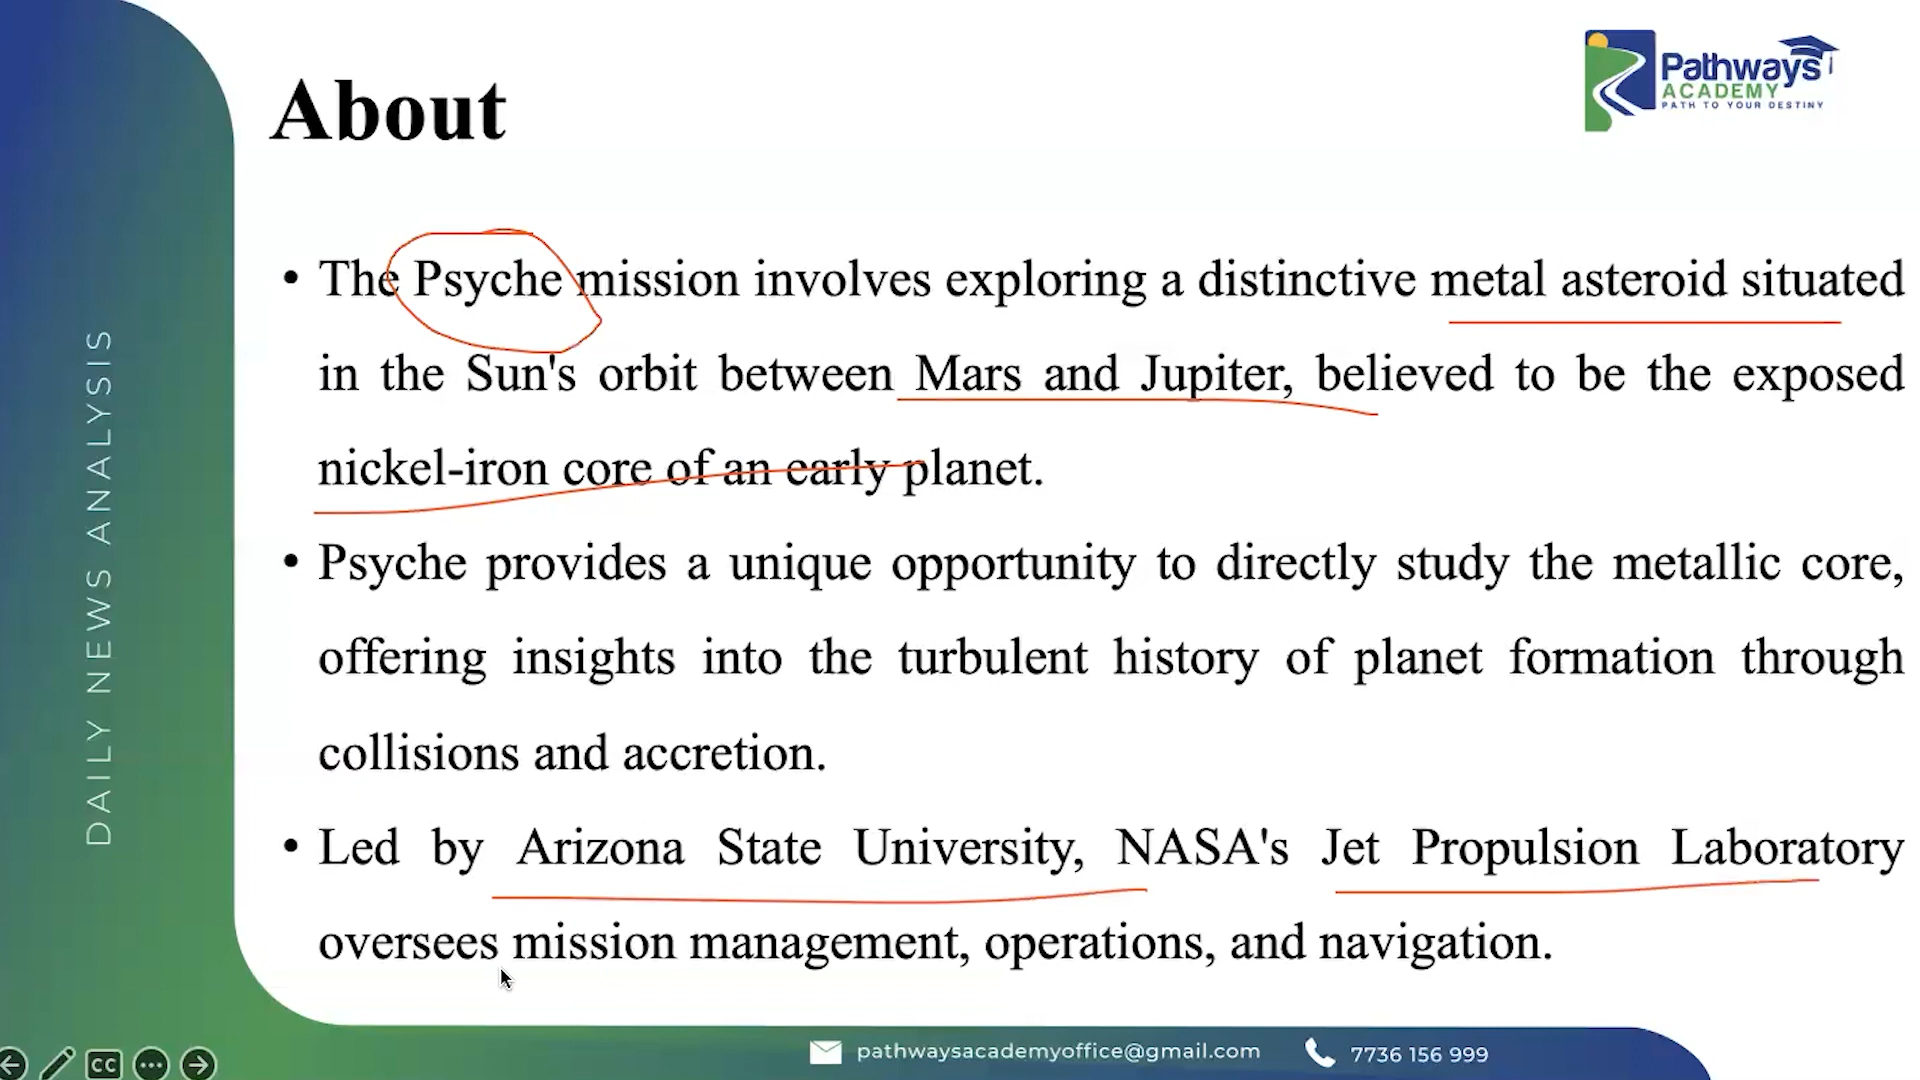 About
Pathways
ACADEMY
PATH TO YOUR DESTINY
• The Psyche mission involves exploring a distinctive metal asteroid situated
in the Sun's orbit between Mars and Jupiter, believed to be the exposed
nickel-iron core of an early planet.
• Psyche provides a unique opportunity to directly study the metallic core,
offering insights into the turbulent history of planet formation through
collisions and accretion.
• Led by Arizona State University, NASA's Jet Propulsion Laboratory
oversees mission management, operations, and navigation.
DAILY NEWS ANALYSIS
CC
pathwaysacademyoffice@gmail.com
7736 156 999